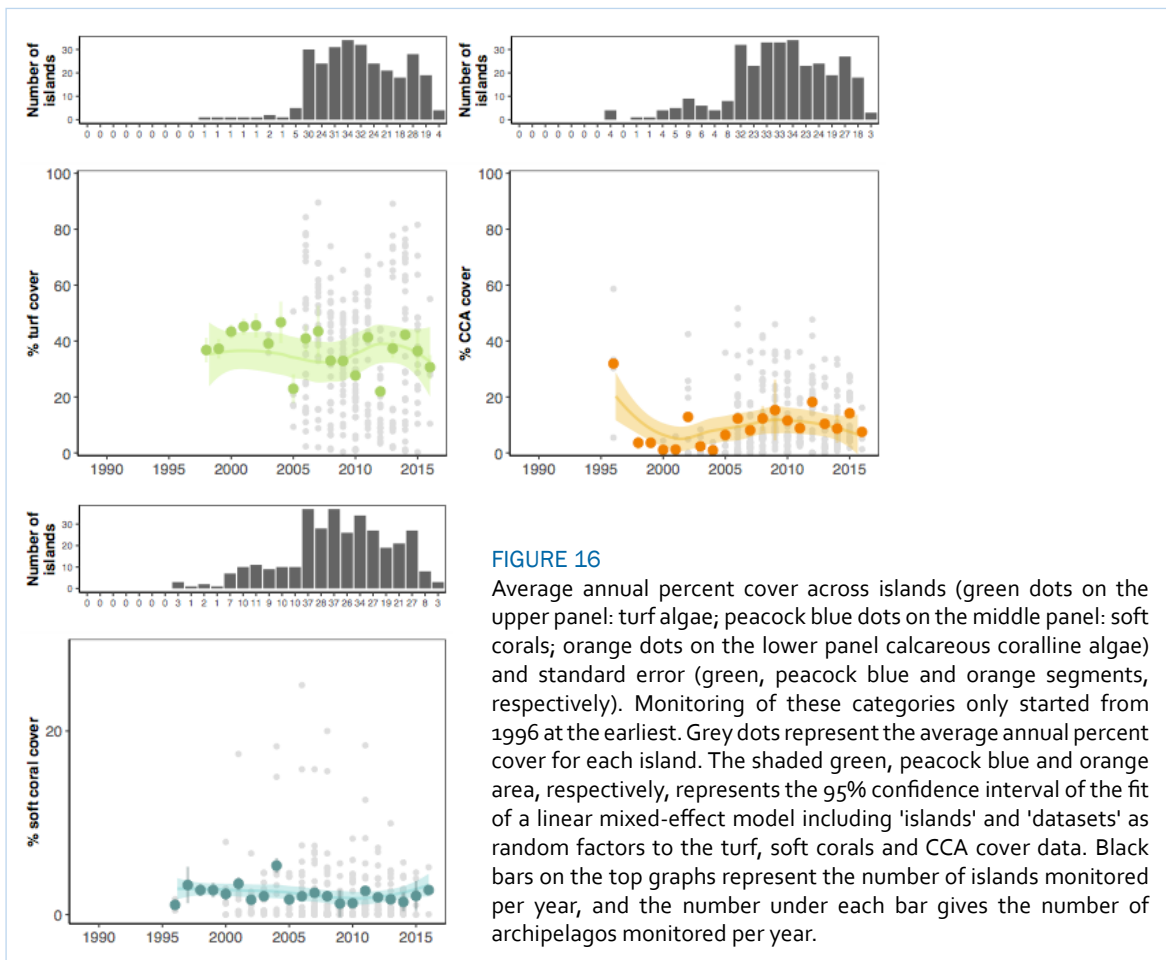 Number of
islands
30
20
10
0
0 0 0 0 0 0 0 0 0 1 1 1 1 1 2 1 5 30 24 31 34 32 24 21 18 28 19 4
% turf cover
100
80
60
40
20
0
1990 1995 2000 2005 2010 2015
Number of
islands
30
20
10
0
0 0 0 0 0 0 0 4 0 1 1 4 5 9 6 4 8 32 23 33 33 34 23 24 19 27 18 3
% CCA cover
100
80
60
40
20
0
1990 1995 2000 2005 2010 2015
Number of
islands
30
20
10
0
0 0 0 0 0 0 0 3 1 2 1 7 10 11 9 10 10 37 28 37 26 34 27 19 21 27 8 3
% soft coral cover
20
0
1990 1995 2000 2005 2010 2015
FIGURE 16
Average annual percent cover across islands (green dots on the
upper panel: turf algae; peacock blue dots on the middle panel: soft
corals; orange dots on the lower panel calcareous coralline algae)
and standard error (green, peacock blue and orange segments,
respectively). Monitoring of these categories only started from
1996 at the earliest. Grey dots represent the average annual percent
cover for each island. The shaded green, peacock blue and orange
area, respectively, represents the 95% confidence interval of the fit
of a linear mixed-effect model including 'islands' and 'datasets' as
random factors to the turf, soft corals and CCA cover data. Black
bars on the top graphs represent the number of islands monitored
per year, and the number under each bar gives the number of
archipelagos monitored per year.